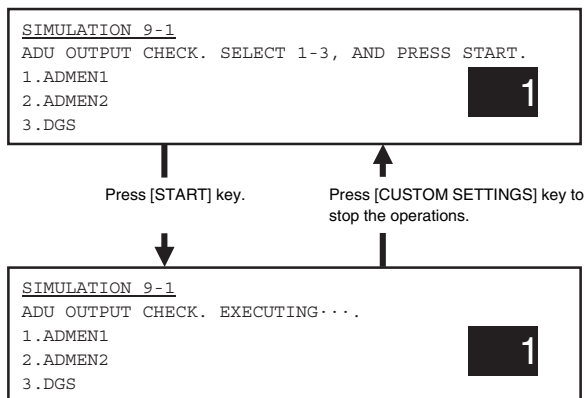 SIMULATION 9-1
ADU OUTPUT CHECK. SELECT 1-3, AND PRESS START.
1.ADMEN1
2.ADMEN2
3.DGS
1
Press [START] key.
Press [CUSTOM SETTINGS] key to
stop the operations.
SIMULATION 9-1
ADU OUTPUT CHECK. EXECUTING···.
1.ADMEN1
2.ADMEN2
3.DGS
1